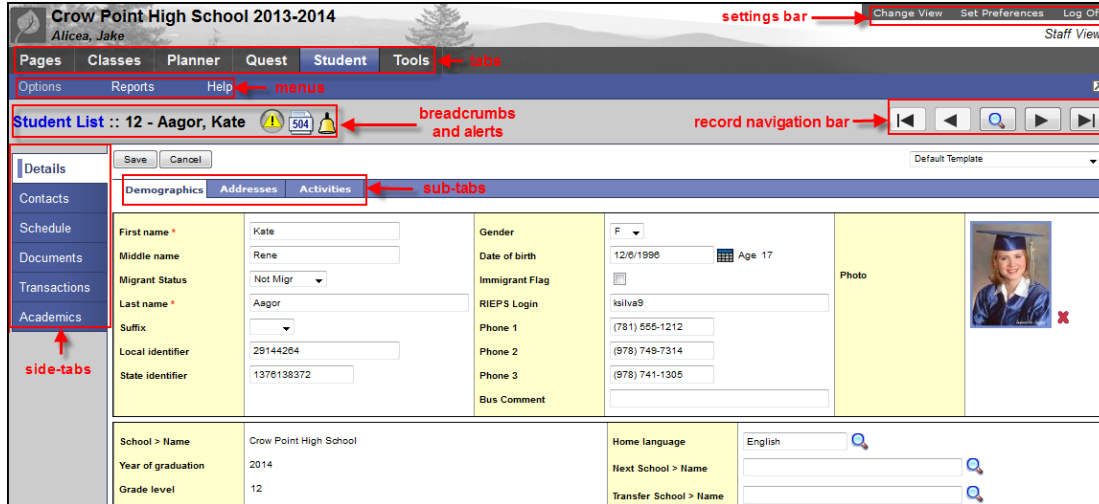 Crow Point High School 2013-2014
Alicea, Jake
settings bar
Change View Set Preferences Log Of
Staff View
Pages Classes Planner Quest Student Tools tabs
Options Reports Help menus
Student List :: 12 - Aagor, Kate 504
breadcrumbs
and alerts
record navigation bar
Details
Contacts
Schedule
Documents
Transactions
Academics
side-tabs
Save Cancel
Default Template
Demographics Addresses Activities sub-tabs
First name * Kate Gender F
Middle name Rene Date of birth 12/6/1996 Age 17
Migrant Status Not Migr Immigrant Flag Photo
Last name * Aagor RIEPS Login ksilva9
Suffix Phone 1 (781) 555-1212
Local identifier 29144264 Phone 2 (978) 749-7314
State identifier 1376138372 Phone 3 (978) 741-1305
Bus Comment
School > Name Crow Point High School Home language English
Year of graduation 2014 Next School > Name
Grade level 12 Transfer School > Name